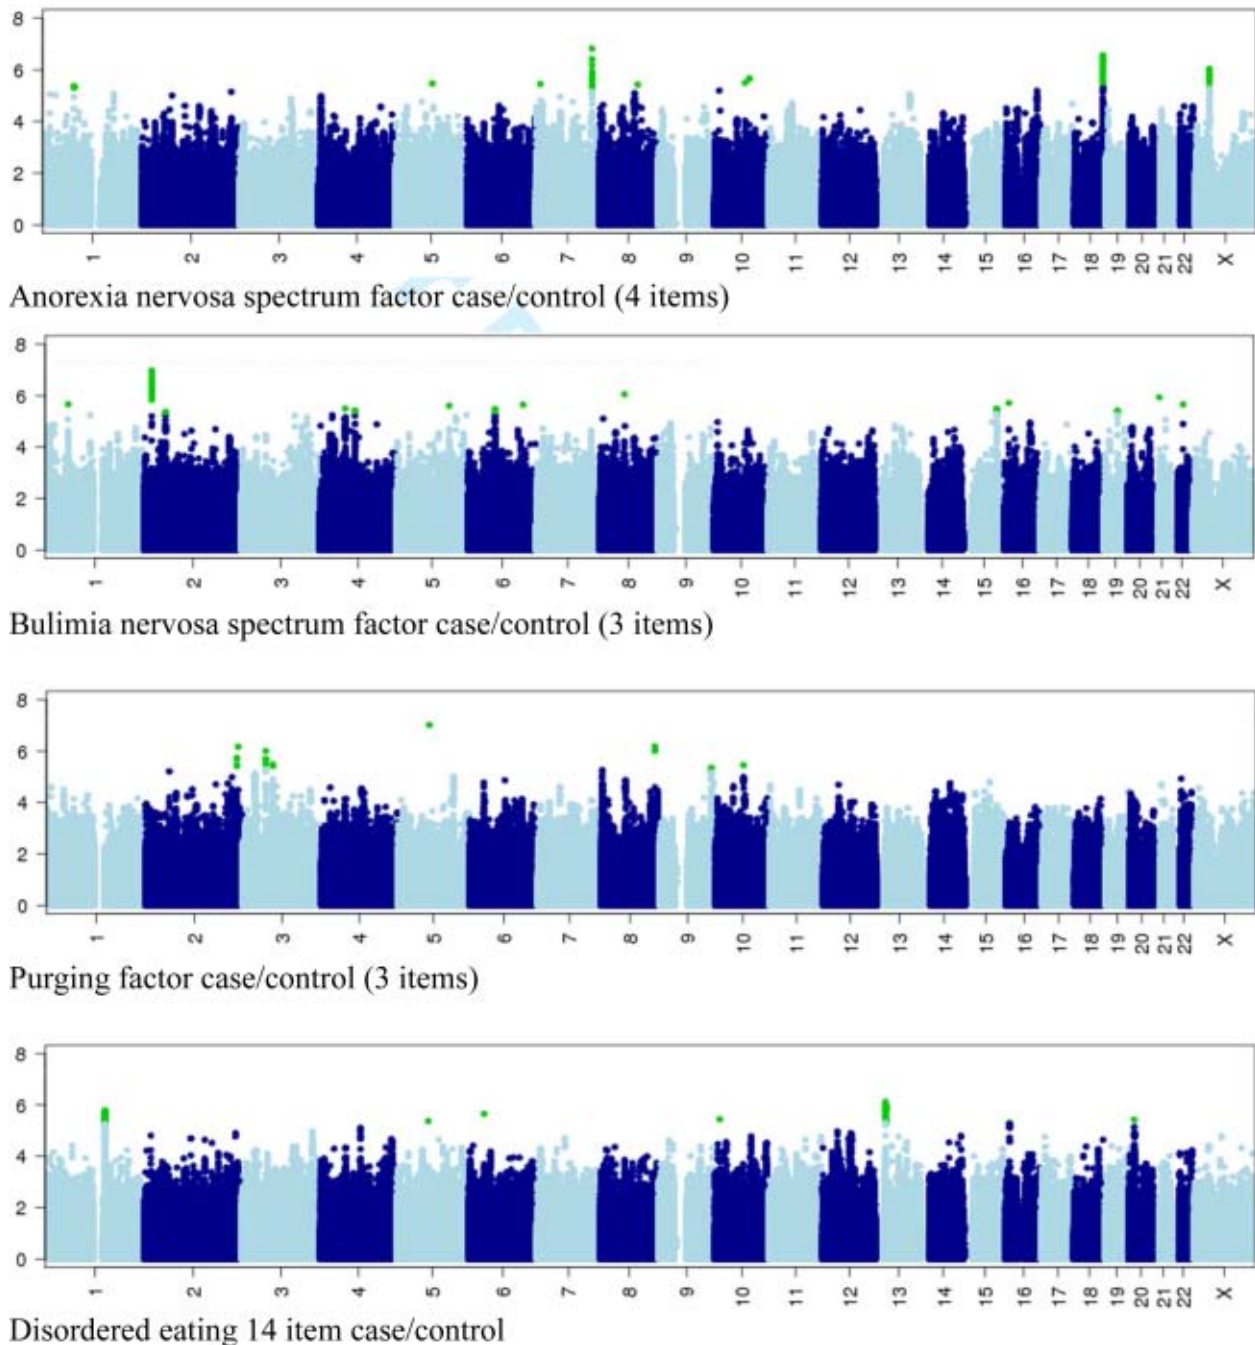 8
6
4
2
0
1 2 3 4 5 6 7 8 9 10 11 12 13 14 15 16 17 18 19 20 21 22 X
Anorexia nervosa spectrum factor case/control (4 items)
8
6
4
2
0
1 2 3 4 5 6 7 8 9 10 11 12 13 14 15 16 17 18 19 20 21 22 X
Bulimia nervosa spectrum factor case/control (3 items)
8
6
4
2
0
1 2 3 4 5 6 7 8 9 10 11 12 13 14 15 16 17 18 19 20 21 22 X
Purging factor case/control (3 items)
8
6
4
2
0
1 2 3 4 5 6 7 8 9 10 11 12 13 14 15 16 17 18 19 20 21 22 X
Disordered eating 14 item case/control